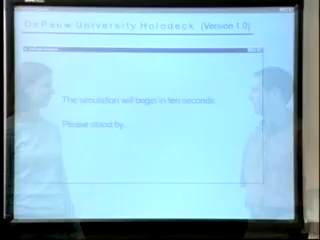 DePauw University Holodeck (Version 1.0)
The simulation will begin in ten seconds.
Please stand by.